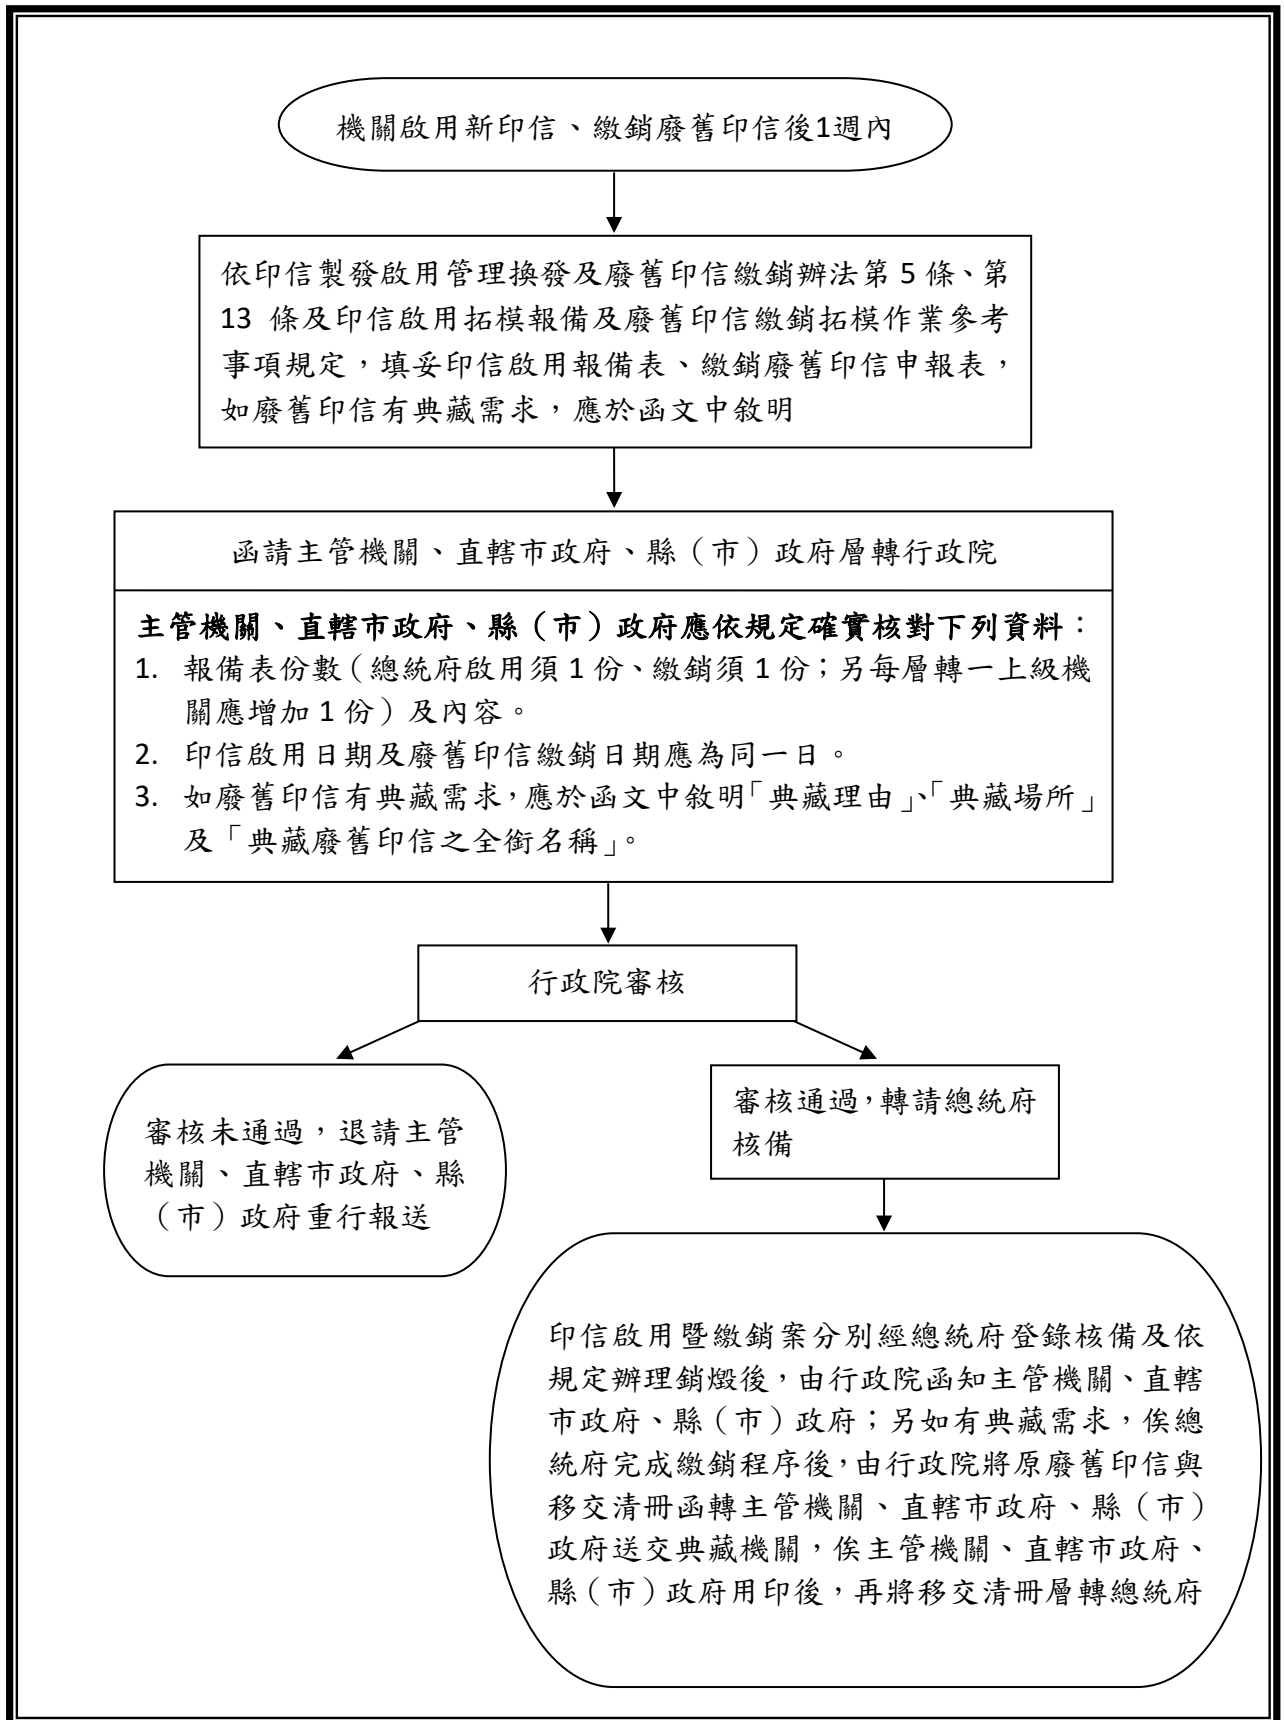 機關啟用新印信、繳銷廢舊印信後1週內
依印信製發啟用管理換發及廢舊印信繳銷辦法第 5 條、第
13 條及印信啟用拓模報備及廢舊印信繳銷拓模作業參考
事項規定，填妥印信啟用報備表、繳銷廢舊印信申報表，
如廢舊印信有典藏需求，應於函文中敘明
函請主管機關、直轄市政府、縣（市）政府層轉行政院
主管機關、直轄市政府、縣（市）政府應依規定確實核對下列資料：
1. 報備表份數（總統府啟用須 1 份、繳銷須 1 份；另每層轉一上級機
關應增加 1 份）及內容。
2. 印信啟用日期及廢舊印信繳銷日期應為同一日。
3. 如廢舊印信有典藏需求，應於函文中敘明「典藏理由」、「典藏場所」
及「典藏廢舊印信之全銜名稱」。
行政院審核
審核未通過，退請主管
機關、直轄市政府、縣
（市）政府重行報送
審核通過，轉請總統府
核備
印信啟用暨繳銷案分別經總統府登錄核備及依
規定辦理銷燬後，由行政院函知主管機關、直轄
市政府、縣（市）政府；另如有典藏需求，俟總
統府完成繳銷程序後，由行政院將原廢舊印信與
移交清冊函轉主管機關、直轄市政府、縣（市）
政府送交典藏機關，俟主管機關、直轄市政府、
縣（市）政府用印後，再將移交清冊層轉總統府